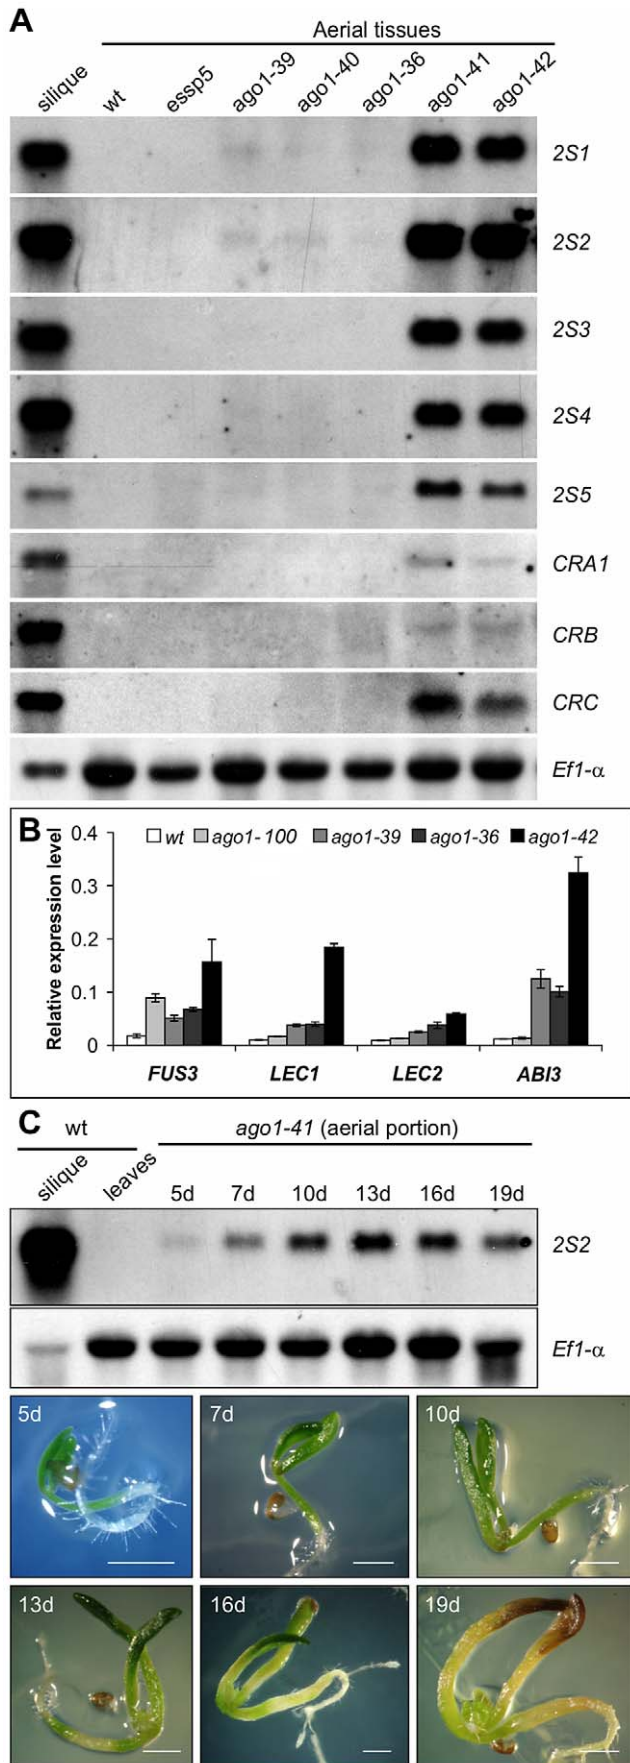 A
Aerial tissues
silique wt essp5 ago1-39 ago1-40 ago1-36 ago1-41 ago1-42
2S1
2S2
2S3
2S4
2S5
CRA1
CRB
CRC
Ef1-α
B
wt ago1-100 ago1-39 ago1-36 ago1-42
Relative expression level
0.4
0.3
0.2
0.1
0
FUS3 LEC1 LEC2 ABI3
C
wt ago1-41 (aerial portion)
silique leaves 5d 7d 10d 13d 16d 19d
2S2
Ef1-α
5d 7d 10d
13d 16d 19d